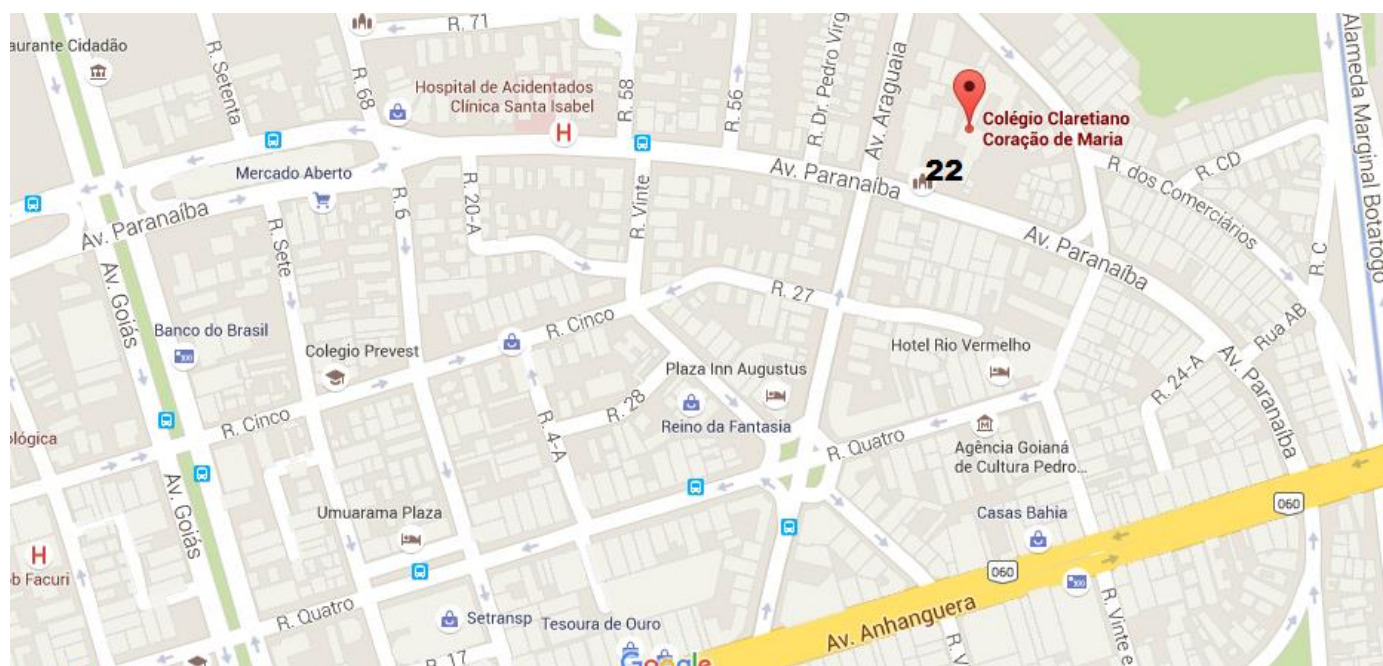 R. 71
aurante Cidadão
R. Setenta
R. 68
Hospital de Acidentados
Clínica Santa Isabel
H
R. 58
R. 56
R. Dr. Pedro Virg
Av. Araguaia
Colégio Claretiano
Coração de Maria
22
Alameda Marginal Botafogo
R. CD
R. dos Comerciários
R. C
Mercado Aberto
Av. Paranaíba
R. Sete
R. 6
R. 20-A
R. Vinte
Av. Paranaíba
Av. Paranaíba
Av. Goiás
Banco do Brasil
Colegio Prevest
R. Cinco
R. 27
Hotel Rio Vermelho
Rua AB
R. 24-A
Av. Paranaíba
Plaza Inn Augustus
Reino da Fantasia
R. 28
R. 4-A
R. Cinco
ológica
R. Quatro
Agência Goianá
de Cultura Pedro...
Av. Goiás
Umuarama Plaza
Casas Bahia
060
060
H
ob Facuri
R. Quatro
Setransp
Tesoura de Ouro
Av. Anhanguera
R. Vinte e
R. V
R. 17
Google